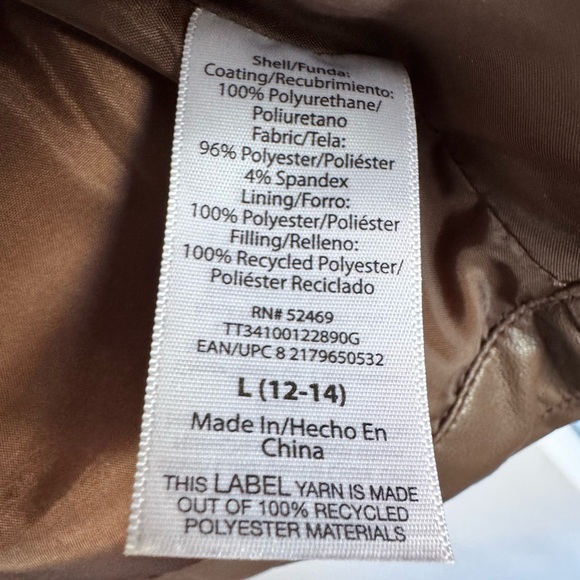 Shell/Funda:
Coating/Recubrimiento:
100% Polyurethane/
Poliuretano
Fabric/Tela:
96% Polyester/Poliéster
4% Spandex
Lining/Forro:
100% Polyester/Poliéster
Filling/Relleno:
100% Recycled Polyester/
Poliéster Reciclado
RN# 52469
TT34100122890G
EAN/UPC 8 2179650532
L (12-14)
Made In/Hecho En
China
THIS LABEL YARN IS MADE
OUT OF 100% RECYCLED
POLYESTER MATERIALS